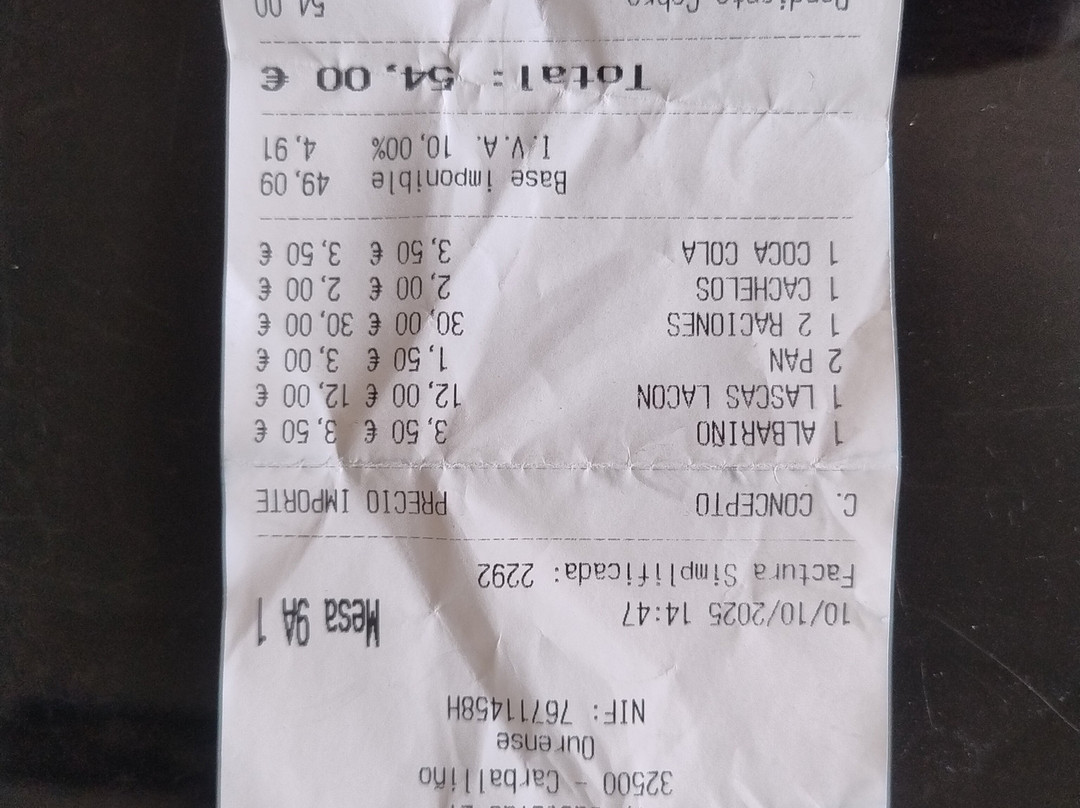 32500 - Carballiño
Ourense
NIF: 76711458H
10/10/2025 14:47 Mesa 9A 1
Factura Simplificada: 2292
C. CONCEPTO PRECIO IMPORTE
1 ALBARIÑO 3,50 € 3,50 €
1 LASCAS LACON 12,00 € 12,00 €
2 PAN 1,50 € 3,00 €
1 2 RACIONES 30,00 € 30,00 €
1 CACHELOS 2,00 € 2,00 €
1 COCA COLA 3,50 € 3,50 €
Base imponible 49,09
I.V.A. 10,00% 4,91
Total: 54,00 €
Pendiente Cobro 54,00